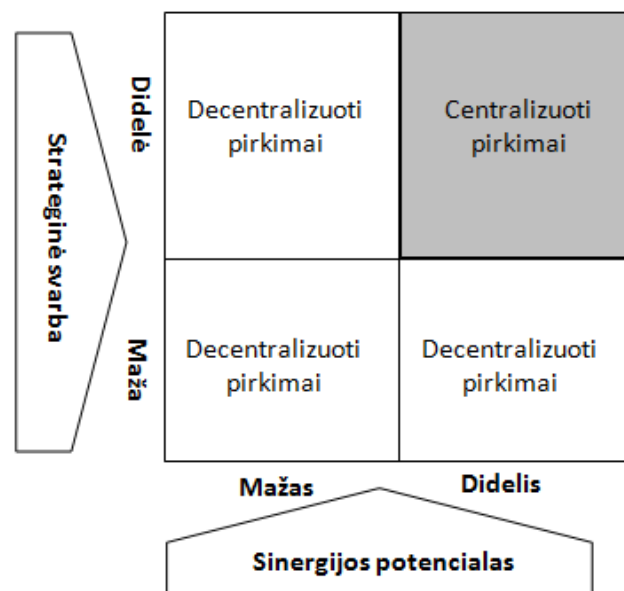 Strateginė svarba
Didelė
Decentralizuoti
pirkimai
Centralizuoti
pirkimai
Maža
Decentralizuoti
pirkimai
Decentralizuoti
pirkimai
Mažas
Didelis
Sinergijos potencialas